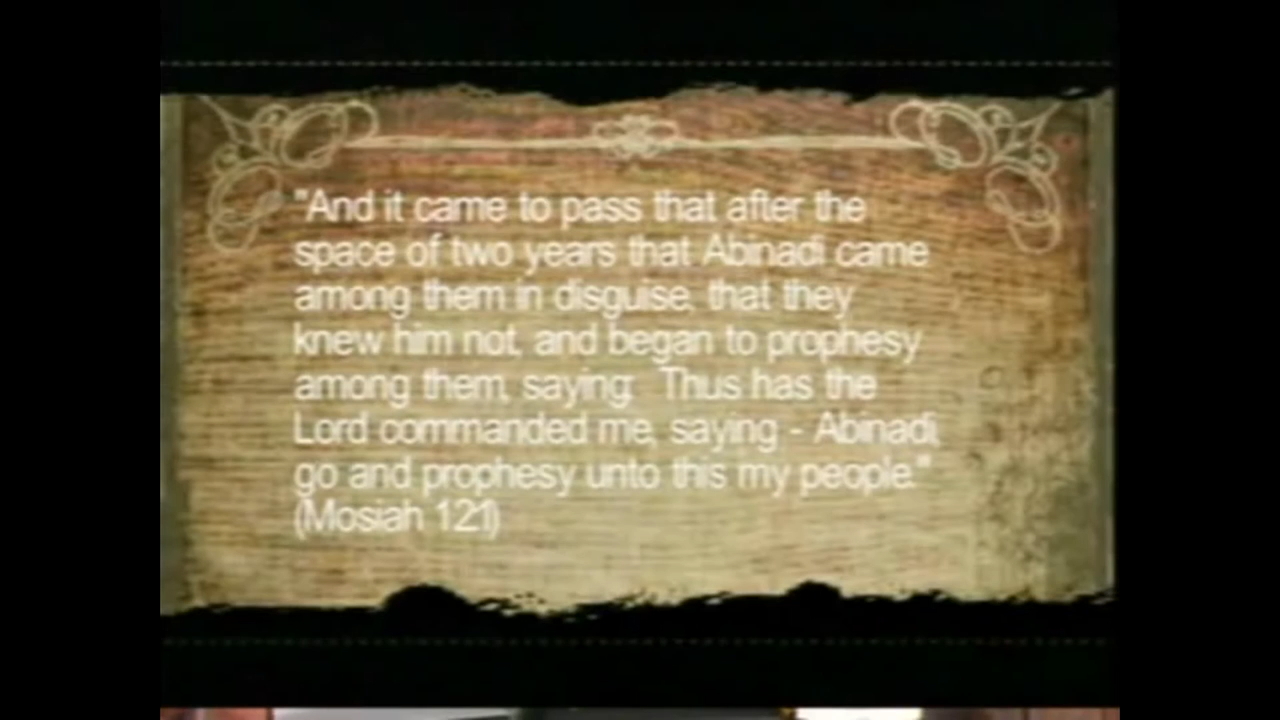 "And it came to pass that after the
space of two years that Abinadi came
among them in disguise, that they
knew him not, and began to prophesy
among them, saying: Thus has the
Lord commanded me, saying - Abinadi,
go and prophesy unto this my people."
(Mosiah 12:1)